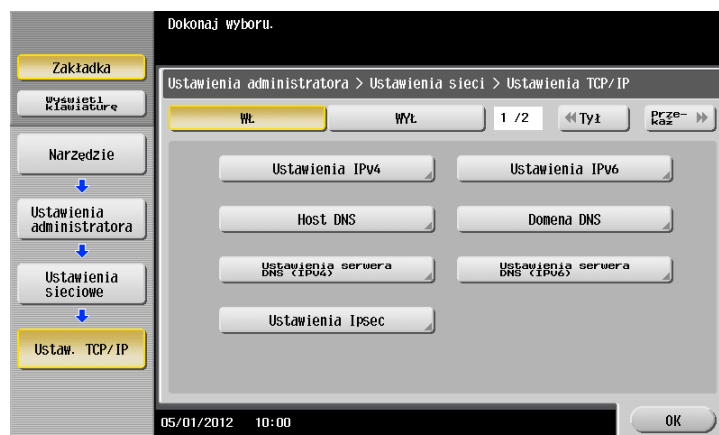 Dokonaj wyboru.
Zakładka
Wyświetl
klawiaturę
Ustawienia administratora > Ustawienia sieci > Ustawienia TCP/IP
WŁ
WYŁ
1 /2
Tył
Prze-
kaz
Narzędzie
Ustawienia
administratora
Ustawienia
sieciowe
Ustaw. TCP/IP
Ustawienia IPv4
Ustawienia IPv6
Host DNS
Domena DNS
Ustawienia serwera
DNS (IPv4)
Ustawienia serwera
DNS (IPv6)
Ustawienia Ipsec
05/01/2012 10:00
OK